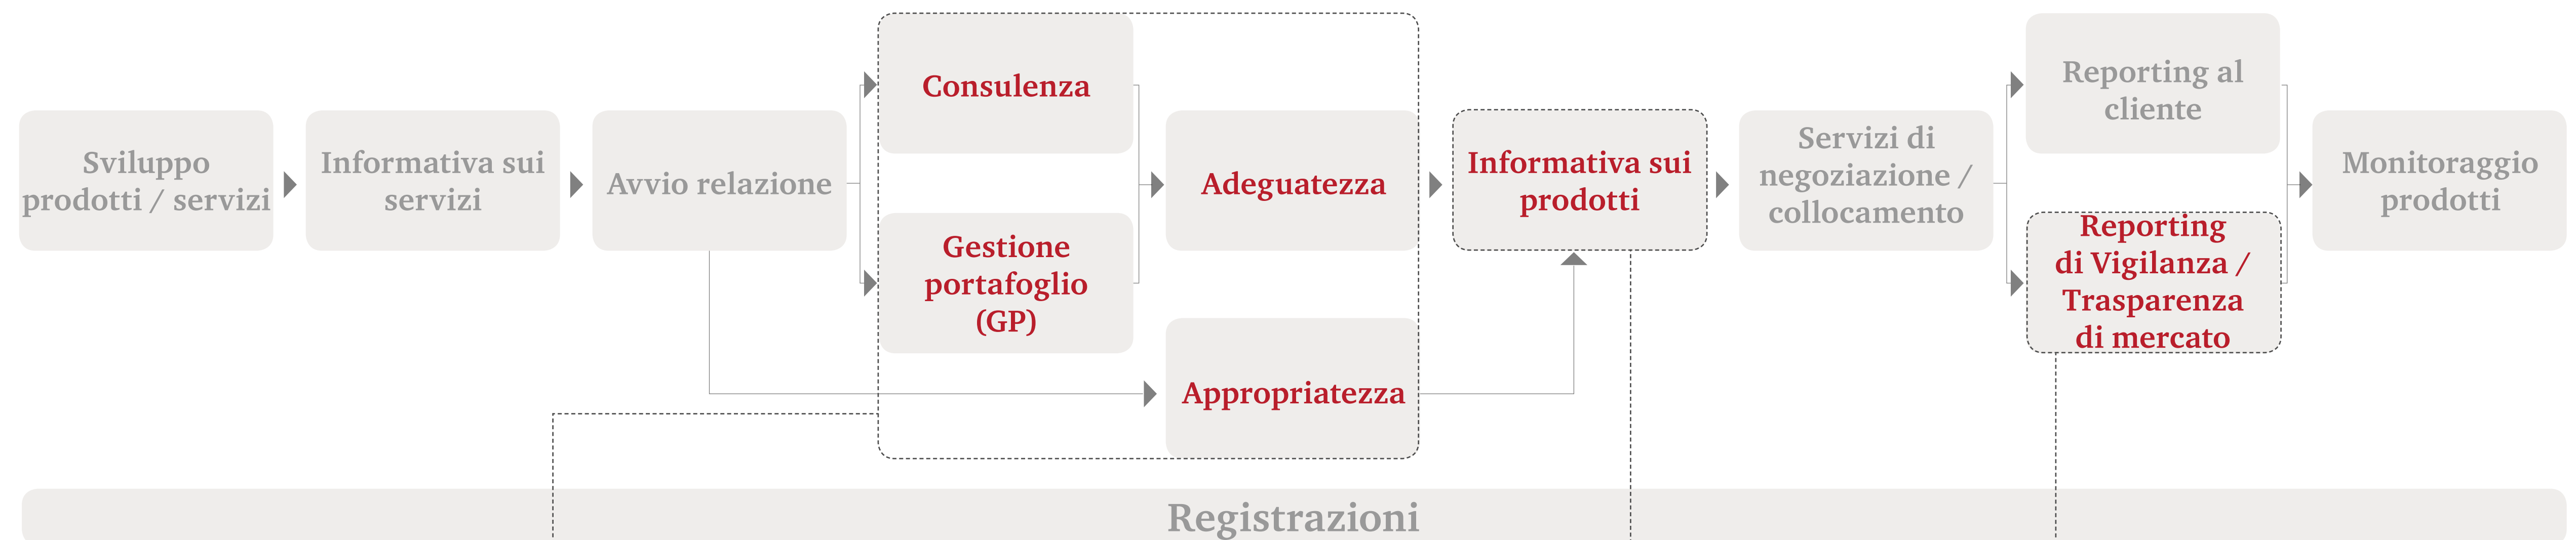 Sviluppo
prodotti / servizi
Informativa sui
servizi
Avvio relazione
Consulenza
Gestione
portafoglio
(GP)
Adeguatezza
Appropriatezza
Informativa sui
prodotti
Servizi di
negoziazione /
collocamento
Reporting al
cliente
Reporting
di Vigilanza /
Trasparenza
di mercato
Monitoraggio
prodotti
Registrazioni